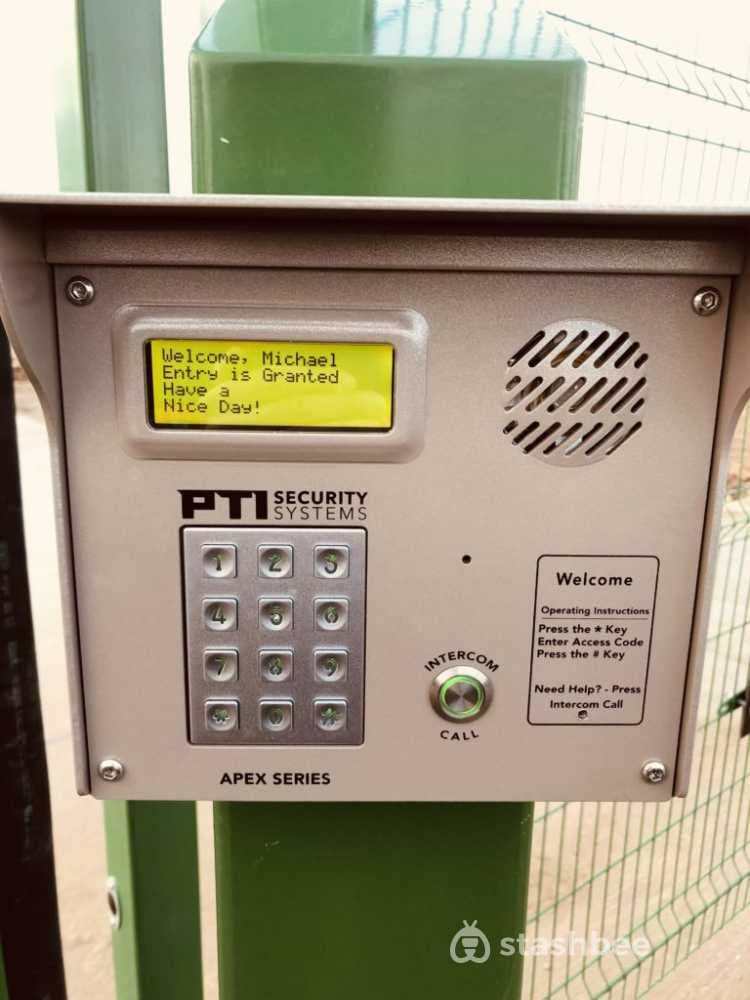 Welcome, Michael
Entry is Granted
Have a
Nice Day!
PTI SECURITY
SYSTEMS
1 2 3
4 5 6
7 8 9
* 0 #
APEX SERIES
INTERCOM
CALL
Welcome
Operating Instructions
Press the * Key
Enter Access Code
Press the # Key
Need Help? - Press
Intercom Call
stashbee